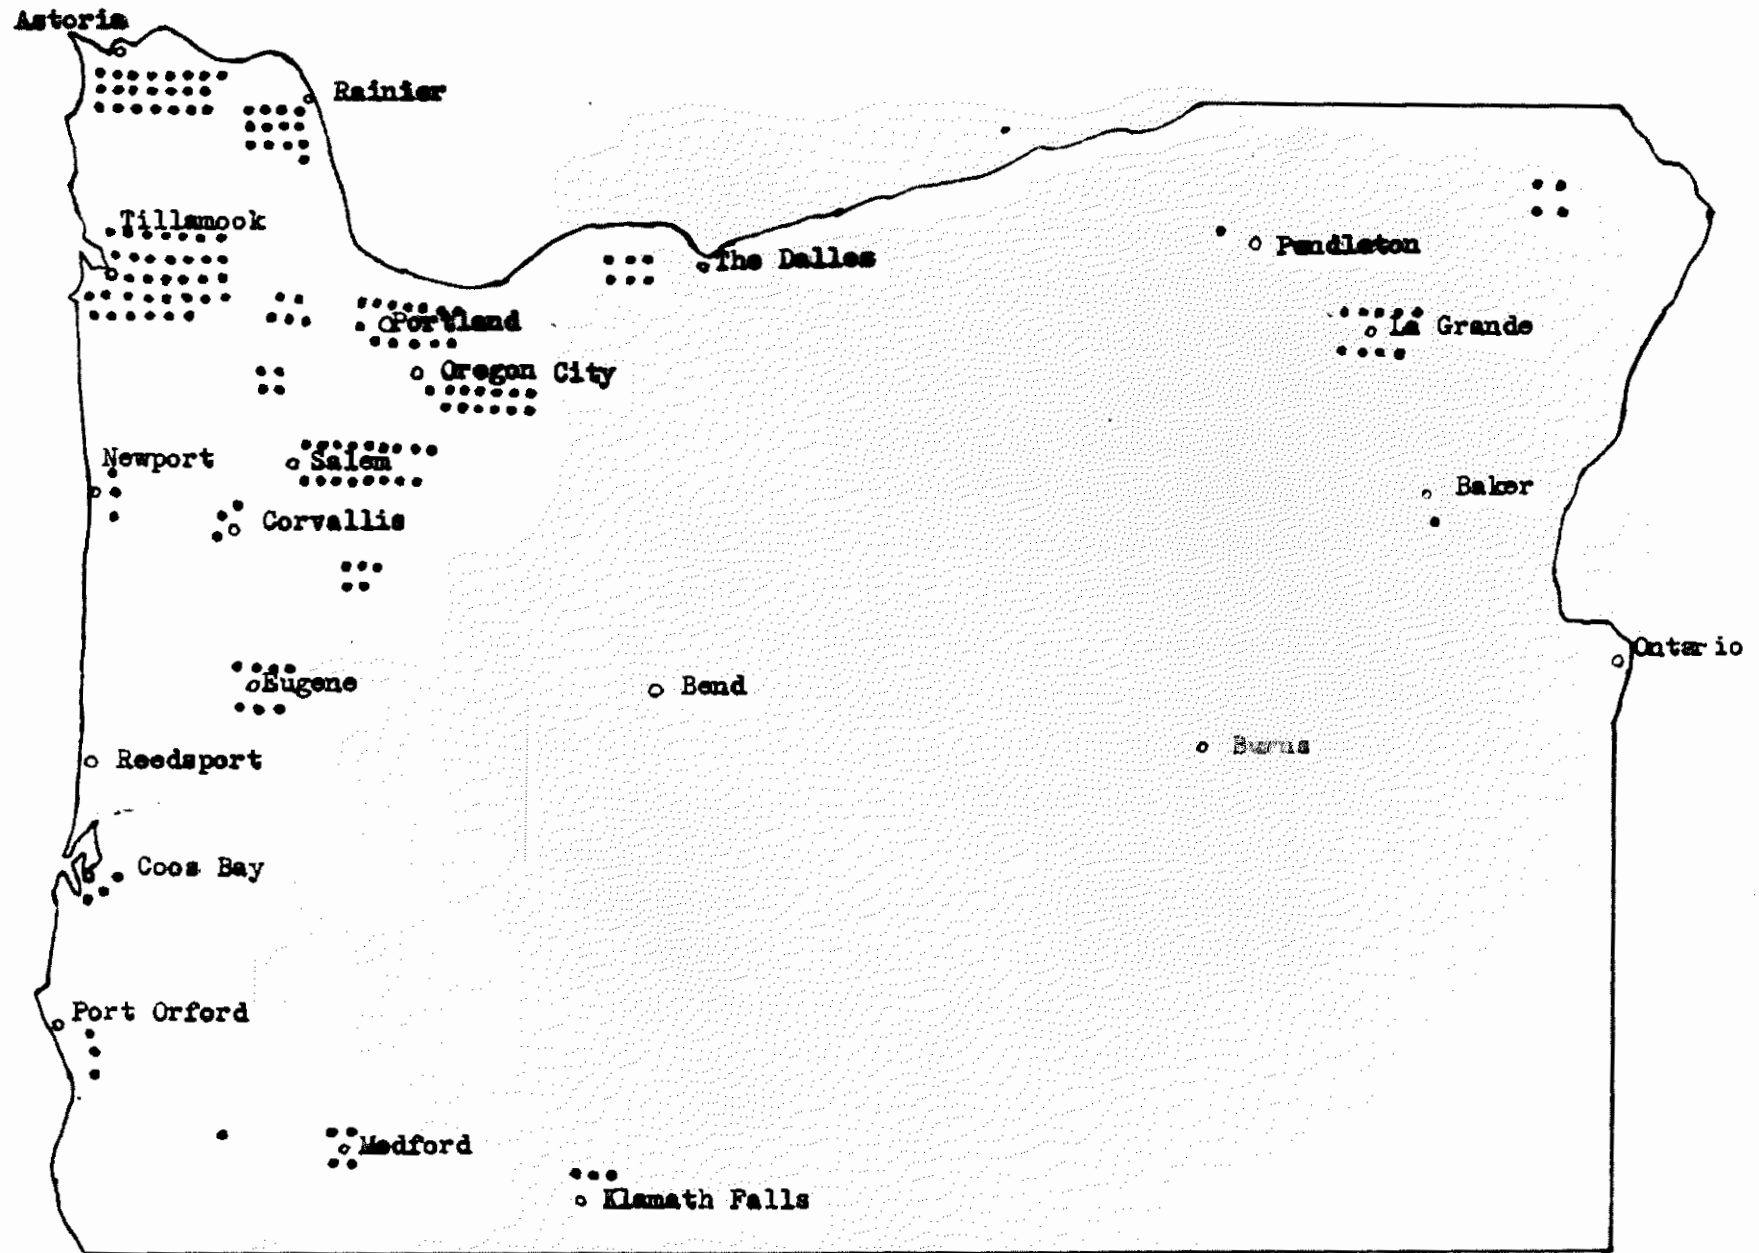 Astoria
Rainier
Tillamook
The Dalles
Pendleton
Portland
La Grande
Oregon City
Newport
Salem
Baker
Corvallis
Ontario
Eugene
Bend
Burns
Reedsport
Coos Bay
Port Orford
Medford
Klamath Falls